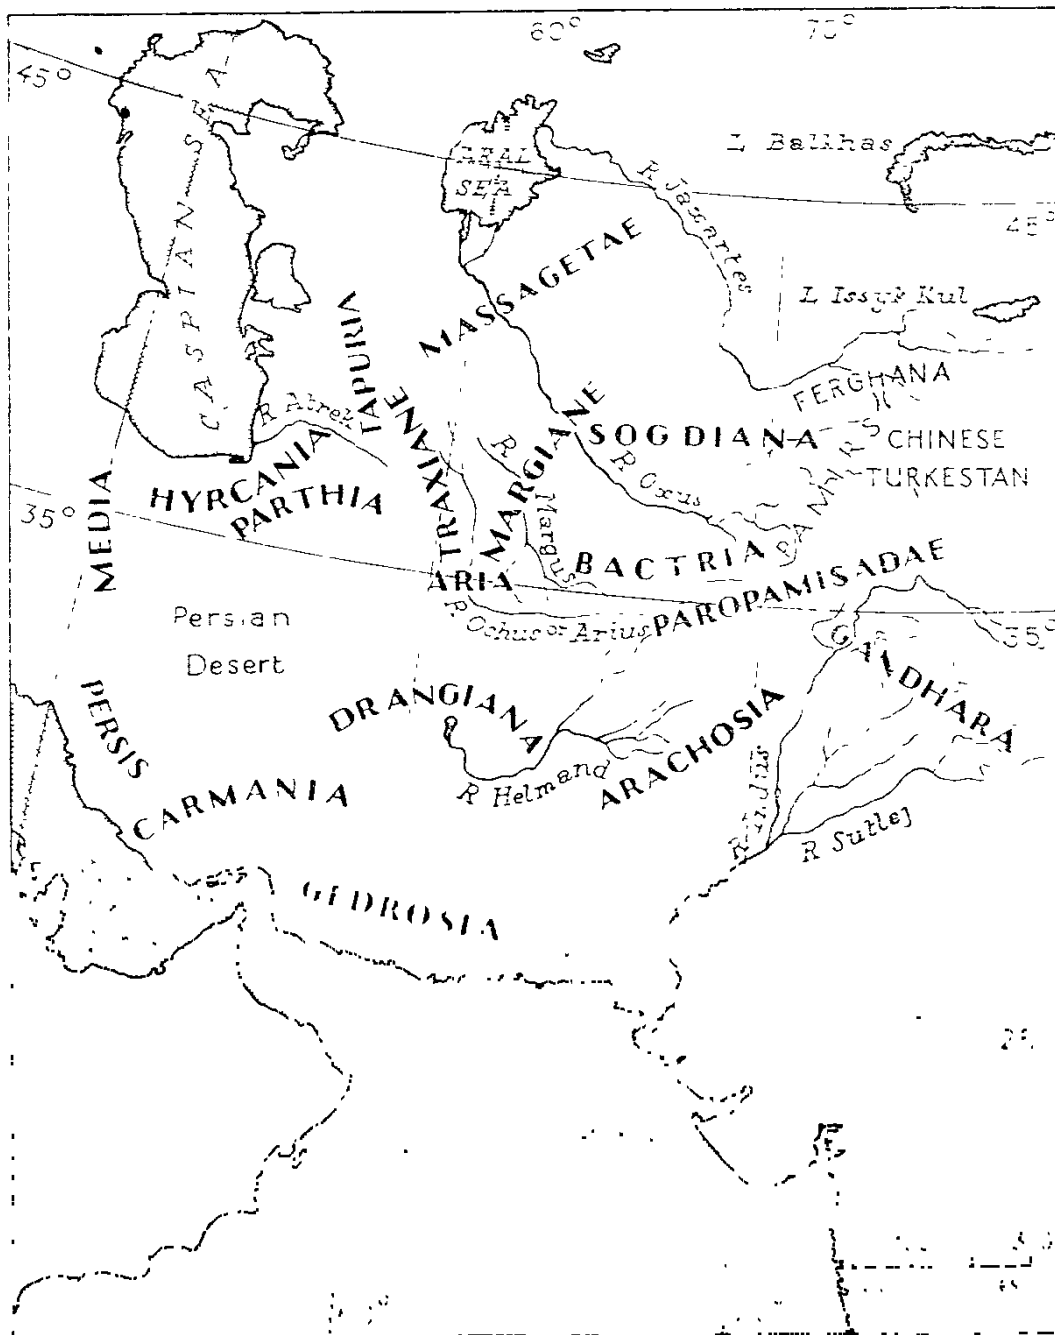 60°
70°
45°
CASPIAN SEA
ARAL
SEA
L Balkhas
R Jaxartes
45°
MASSAGETAE
L Issyk Kul
TAPURIA
FERGHANA
R Atrek
TRAXIANE
MARGIANE
SOGDIANA
CHINESE
TURKESTAN
PAMIRS
HYRCANIA
PARTHIA
R Margus
R Oxus
MEDIA
35°
ARIA
BACTRIA
PAROPAMISADAE
Persian
Desert
R Ochus or Arius
35°
GANDHARA
PERSIS
DRANGIANA
ARACHOSIA
CARMANIA
R Helmand
R Indus
R Sutlej
GEDROSIA